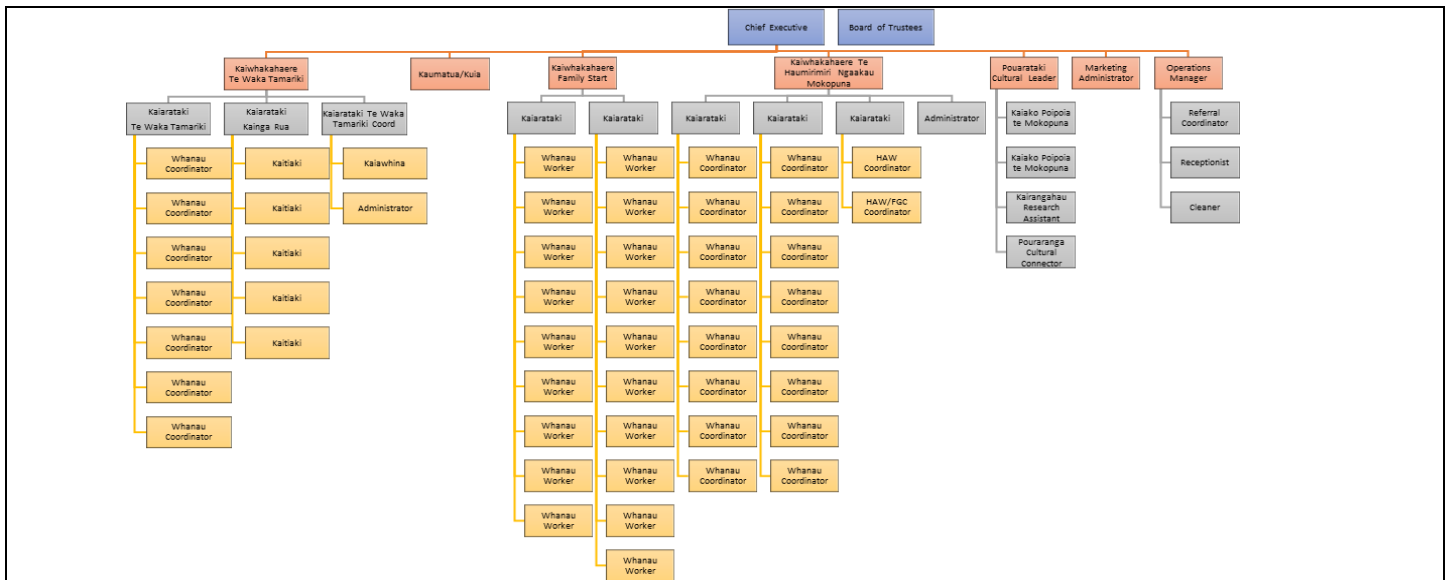 Chief Executive
Board of Trustees
Kaiwhakahaere
Te Waka Tamariki
Kaumatua/Kuia
Kaiwhakahaere
Family Start
Kaiwhakahaere Te
Haumirimiri Ngaakau
Mokopuna
Pouarataki
Cultural Leader
Marketing
Administrator
Operations
Manager
Kaiarataki
Te Waka Tamariki
Whanau
Coordinator
Whanau
Coordinator
Whanau
Coordinator
Whanau
Coordinator
Whanau
Coordinator
Whanau
Coordinator
Whanau
Coordinator
Kaiarataki
Kainga Rua
Kaitiaki
Kaitiaki
Kaitiaki
Kaitiaki
Kaitiaki
Kaiarataki Te Waka
Tamariki Coord
Kaiawhina
Administrator
Kaiarataki
Whanau
Worker
Whanau
Worker
Whanau
Worker
Whanau
Worker
Whanau
Worker
Whanau
Worker
Whanau
Worker
Whanau
Worker
Whanau
Worker
Kaiarataki
Whanau
Worker
Whanau
Worker
Whanau
Worker
Whanau
Worker
Whanau
Worker
Whanau
Worker
Whanau
Worker
Whanau
Worker
Whanau
Worker
Whanau
Worker
Kaiarataki
Whanau
Coordinator
Whanau
Coordinator
Whanau
Coordinator
Whanau
Coordinator
Whanau
Coordinator
Whanau
Coordinator
Whanau
Coordinator
Whanau
Coordinator
Kaiarataki
Whanau
Coordinator
Whanau
Coordinator
Whanau
Coordinator
Whanau
Coordinator
Whanau
Coordinator
Whanau
Coordinator
Whanau
Coordinator
Whanau
Coordinator
Kaiarataki
HAW
Coordinator
HAW/FGC
Coordinator
Administrator
Kaiako Poipoia
te Mokopuna
Kaiako Poipoia
te Mokopuna
Kairangahau
Research
Assistant
Pouraranga
Cultural
Connector
Referral
Coordinator
Receptionist
Cleaner